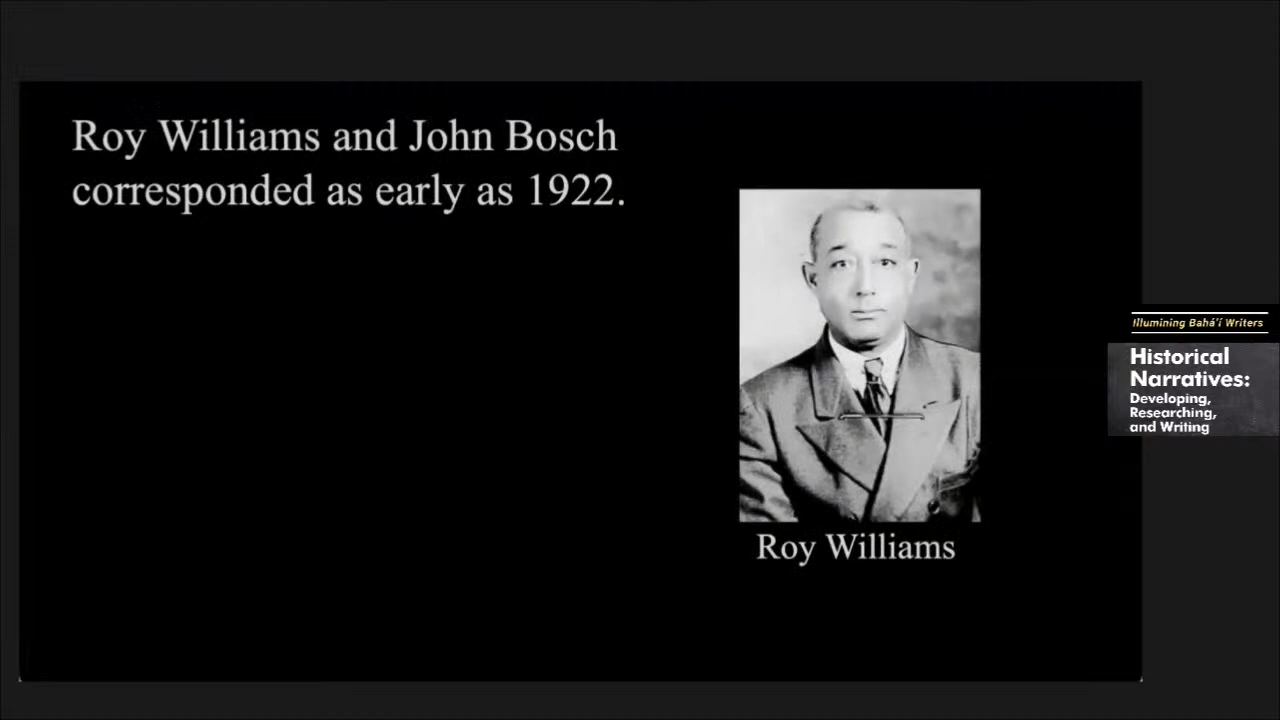 Roy Williams and John Bosch
corresponded as early as 1922.
Roy Williams
Illumining Bahá'í Writers
Historical
Narratives:
Developing,
Researching,
and Writing